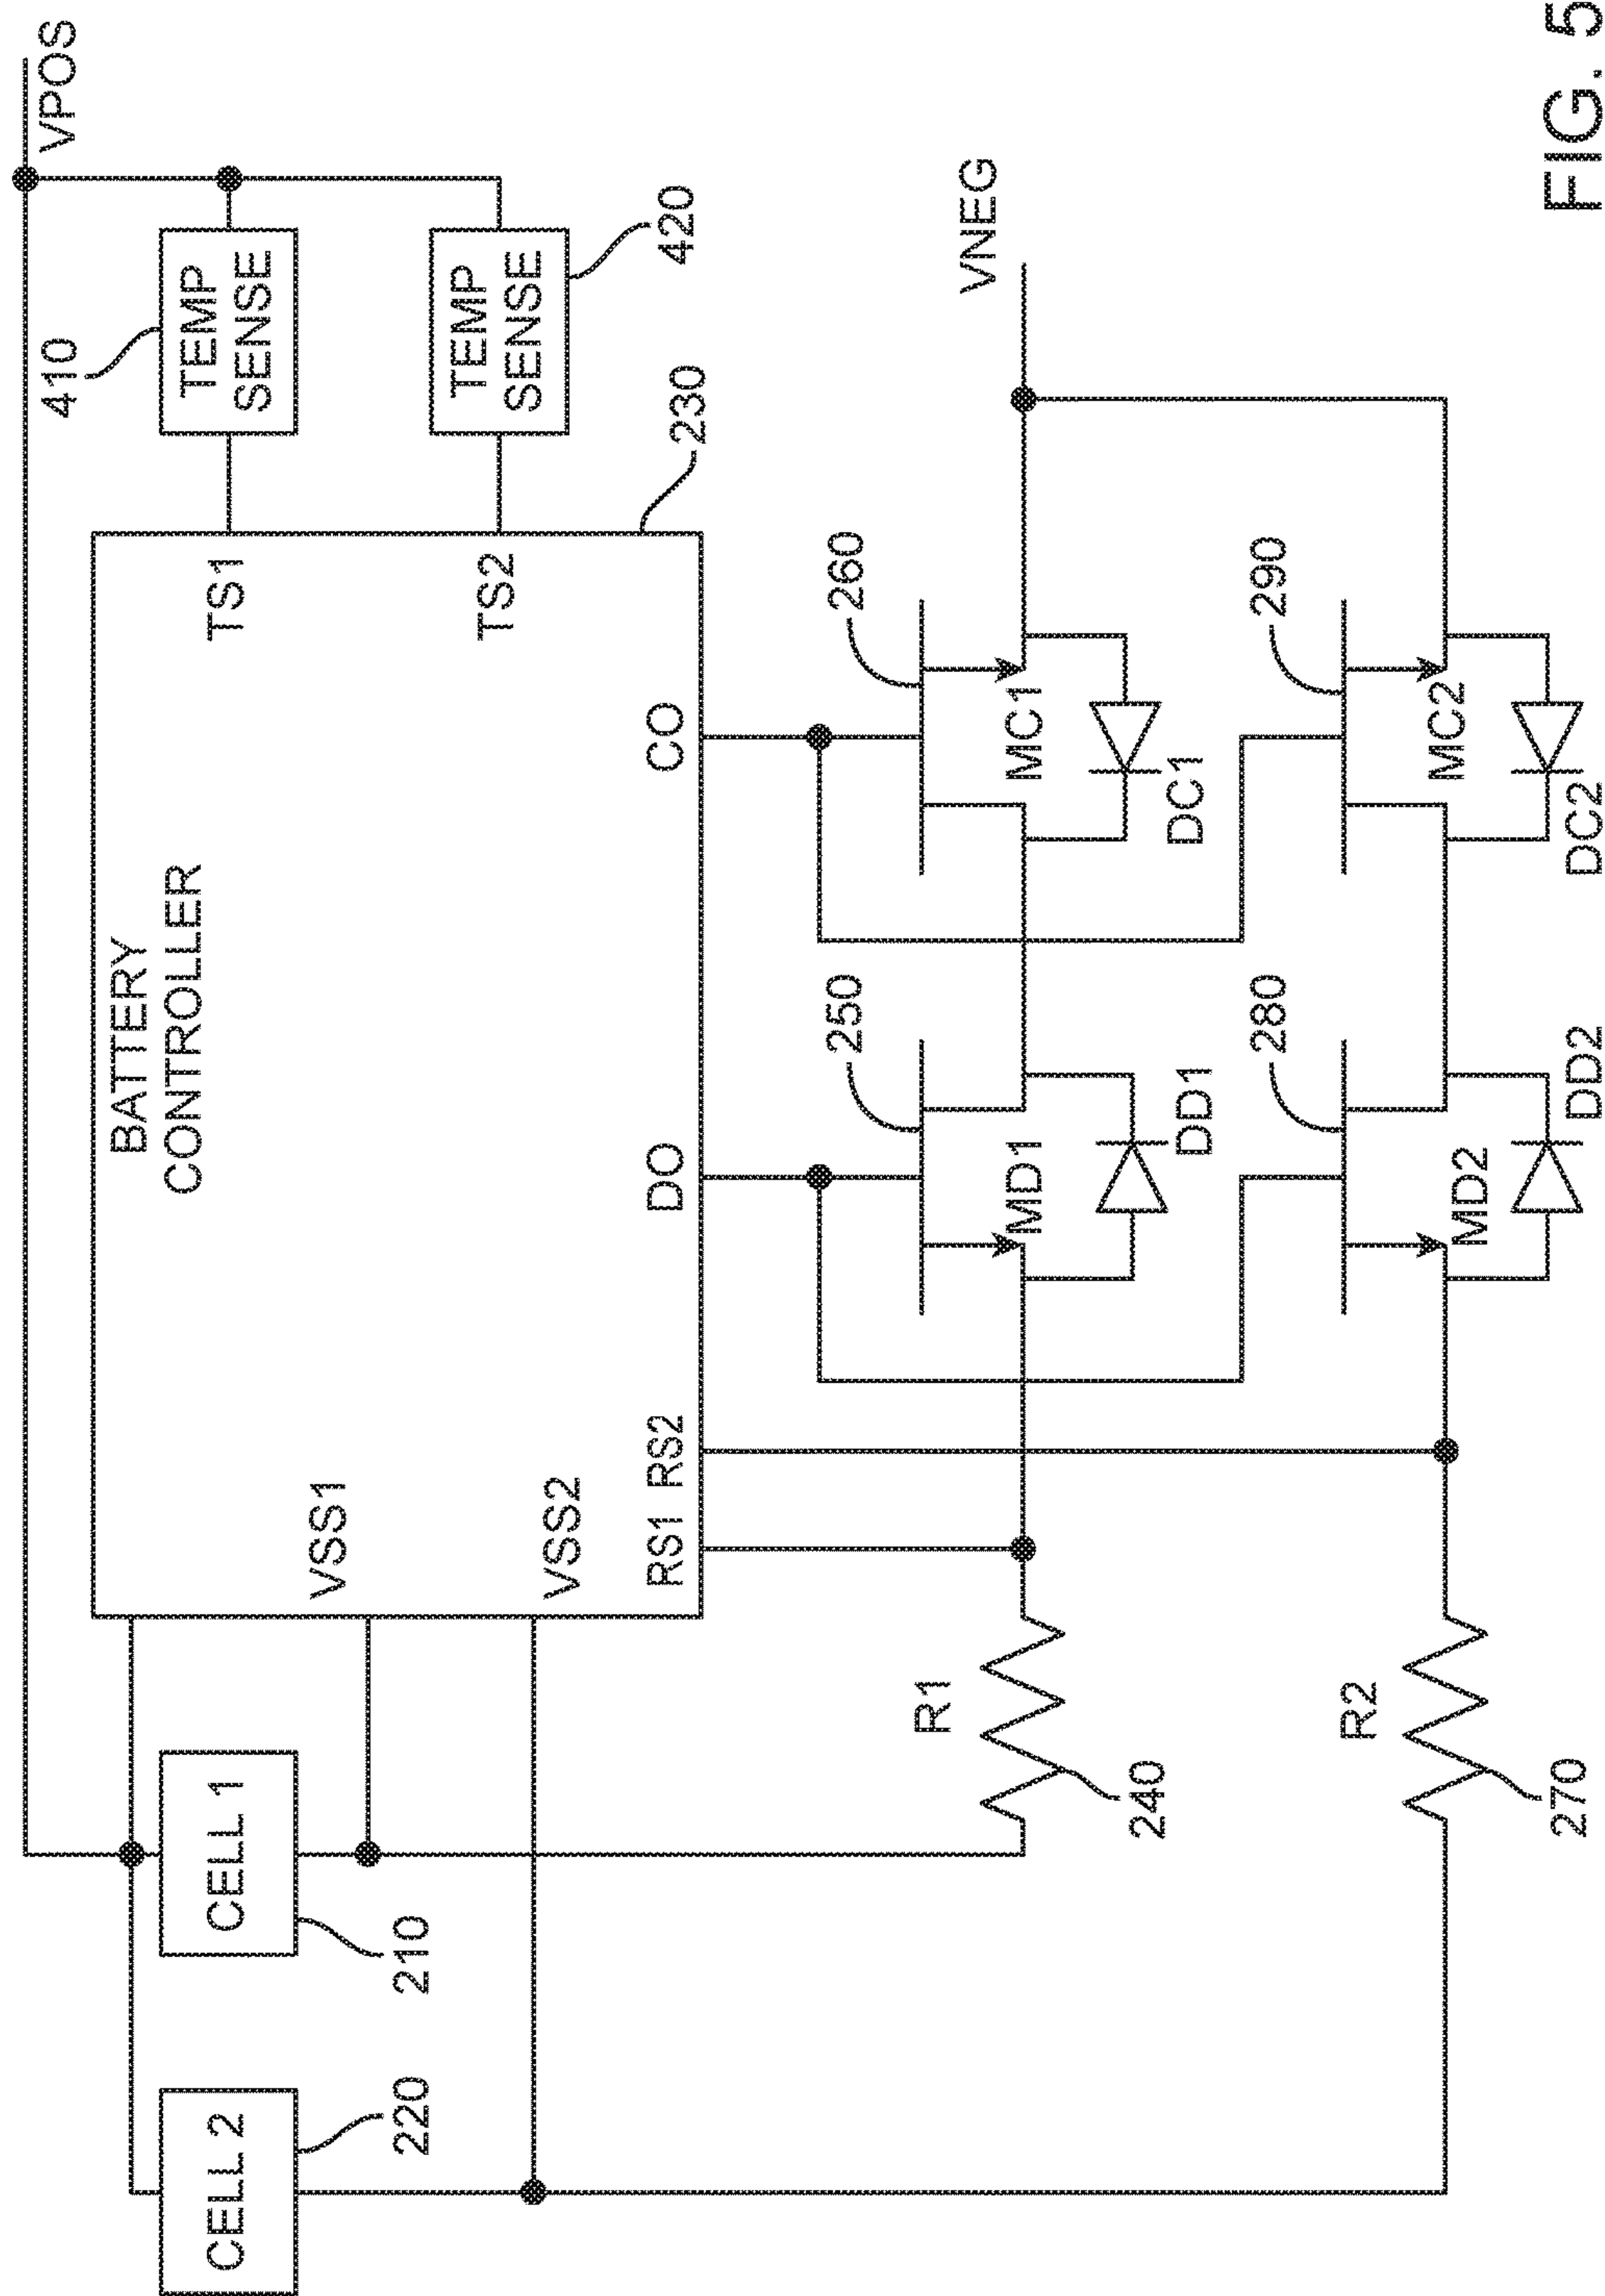 VPOS
410
TEMP
SENSE
TEMP
SENSE
420
230
BATTERY
CONTROLLER
TS1
TS2
CO
DO
VSS1
VSS2
RS1 RS2
CELL 1
210
CELL 2
220
VNEG
260
MC1
DC1
250
MD1
DD1
R1
240
290
MC2
DC2
280
MD2
DD2
R2
270
FIG. 5